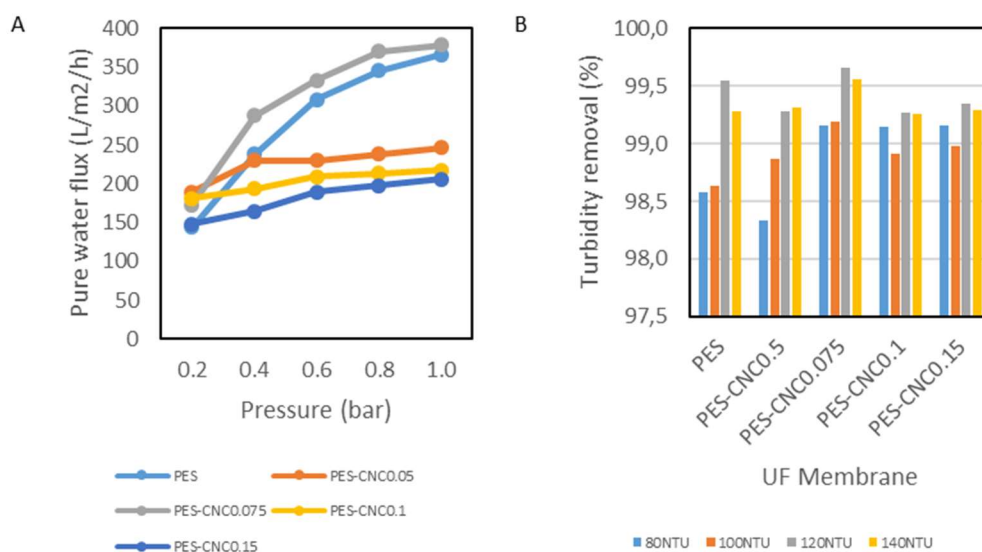 A
Pure water flux (L/m2/h)
400
350
300
250
200
150
100
50
0
0.2 0.4 0.6 0.8 1.0
Pressure (bar)
PES PES-CNC0.05
PES-CNC0.075 PES-CNC0.1
PES-CNC0.15
B
Turbidity removal (%)
100,0
99,5
99,0
98,5
98,0
97,5
PES
PES-CNC0.5
PES-CNC0.075
PES-CNC0.1
PES-CNC0.15
UF Membrane
80NTU 100NTU 120NTU 140NTU